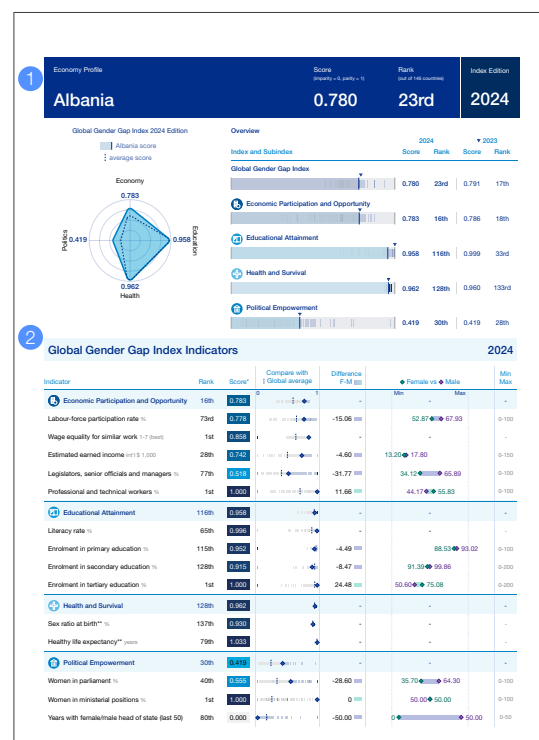 1
Economy Profile
Score
(imparity = 0, parity = 1)
Rank
(out of 146 countries)
Index Edition
Albania
0.780
23rd
2024
Global Gender Gap Index 2024 Edition
Albania score
average score
Economy
0.783
Politics
0.419
0.958
Education
0.962
Health
Overview
2024
2023
Index and Subindex Score Rank Score Rank
Global Gender Gap Index
0.780 23rd 0.791 17th
Economic Participation and Opportunity
0.783 16th 0.786 18th
Educational Attainment
0.958 116th 0.999 33rd
Health and Survival
0.962 128th 0.960 133rd
Political Empowerment
0.419 30th 0.419 28th
2
Global Gender Gap Index Indicators 2024
Indicator Rank Score* Compare with Global average Difference F-M Female vs Male Min Max
0 1 Min Max
Economic Participation and Opportunity 16th 0.783 - - -
Labour-force participation rate % 73rd 0.778 -15.06 52.87 67.93 0-100
Wage equality for similar work 1-7 (best) 1st 0.858 - - -
Estimated earned income int'l $ 1,000 28th 0.742 -4.60 13.20 17.80 0-150
Legislators, senior officials and managers % 77th 0.518 -31.77 34.12 65.89 0-100
Professional and technical workers % 1st 1.000 11.66 44.17 55.83 0-100
Educational Attainment 116th 0.958 - - -
Literacy rate % 65th 0.996 - - -
Enrolment in primary education % 115th 0.952 -4.49 88.53 93.02 0-100
Enrolment in secondary education % 128th 0.915 -8.47 91.39 99.86 0-200
Enrolment in tertiary education % 1st 1.000 24.48 50.60 75.08 0-200
Health and Survival 128th 0.962 - - -
Sex ratio at birth** % 137th 0.930 - - -
Healthy life expectancy** years 79th 1.033 - - -
Political Empowerment 30th 0.419 - - -
Women in parliament % 40th 0.555 -28.60 35.70 64.30 0-100
Women in ministerial positions % 1st 1.000 0 50.00 50.00 0-100
Years with female/male head of state (last 50) 80th 0.000 -50.00 0 50.00 0-50